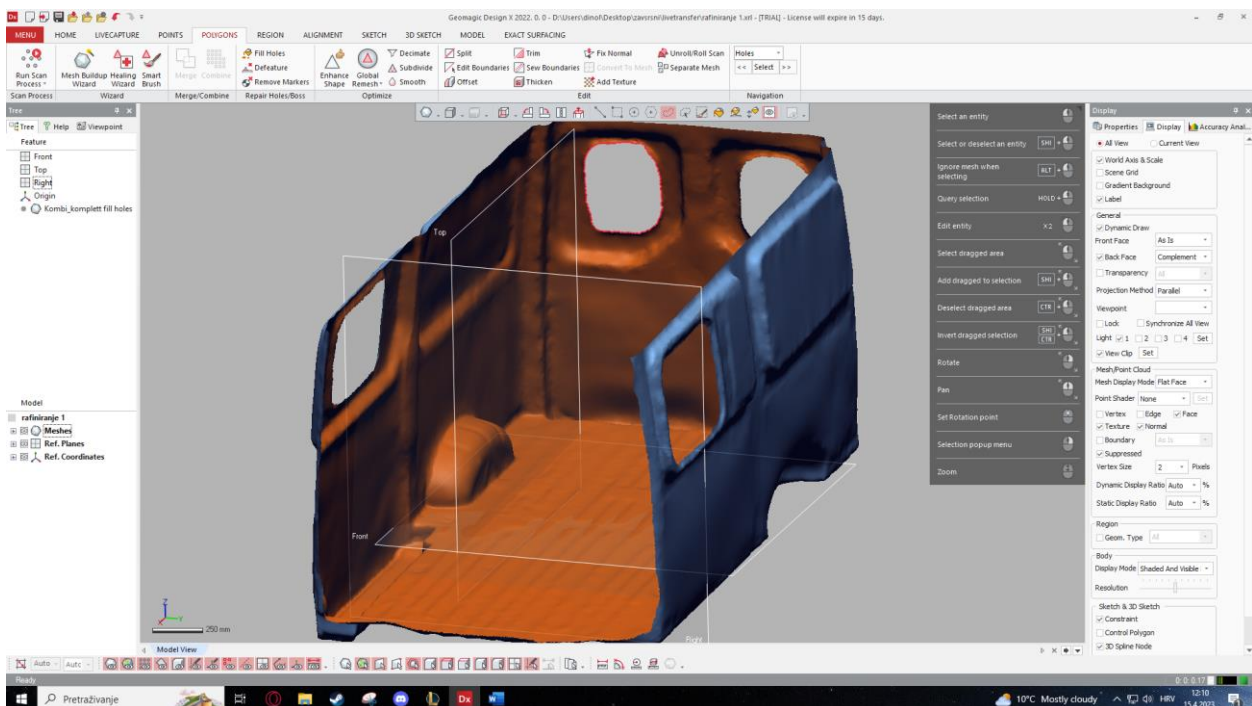 Geomagic Design X 2022. 0. 0 - D:\Users\dinol\Desktop\zavsrsni\livetransfer\rafiniranje 1.xrl - [TRIAL] - License will expire in 15 days.
MENU HOME LIVECAPTURE POINTS POLYGONS REGION ALIGNMENT SKETCH 3D SKETCH MODEL EXACT SURFACING
Run Scan Process
Mesh Buildup Wizard
Healing Wizard
Smart Brush
Merge Combine
Fill Holes
Defeature
Remove Markers
Enhance Shape
Global Remesh
Decimate
Subdivide
Smooth
Split Trim Fix Normal Unroll/Roll Scan
Edit Boundaries Sew Boundaries Convert To Mesh Separate Mesh
Offset Thicken Add Texture
Holes
<< Select >>
Scan Process Wizard Merge/Combine Repair Holes/Boss Optimize Edit Navigation
Tree
Tree Help Viewpoint
Feature
Front
Top
Right
Origin
Kombi_komplett fill holes
Model
rafiniranje 1
Meshes
Ref. Planes
Ref. Coordinates
Top
Front
Right
Z
Y
X
250 mm
Model View
Select an entity
Select or deselect an entity SHI +
Ignore mesh when selecting ALT +
Query selection HOLD +
Edit entity X2
Select dragged area
Add dragged to selection SHI +
Deselect dragged area CTR +
Invert dragged selection SHI CTR +
Rotate
Pan
Set Rotation point
Selection popup menu
Zoom
Display
Properties Display Accuracy Anal...
All View Current View
World Axis & Scale
Scene Grid
Gradient Background
Label
General
Dynamic Draw
Front Face As Is
Back Face Complement
Transparency All
Projection Method Parallel
Viewpoint
Lock Synchronize All View
Light 1 2 3 4 Set
View Clip Set
Mesh/Point Cloud
Mesh Display Mode Flat Face
Point Shader None Set
Vertex Edge Face
Texture Normal
Boundary As Is
Suppressed
Vertex Size 2 Pixels
Dynamic Display Ratio Auto %
Static Display Ratio Auto %
Region
Geom. Type All
Body
Display Mode Shaded And Visible
Resolution
Sketch & 3D Sketch
Constraint
Control Polygon
3D Spline Node
Auto Auto
Ready
0: 0: 0.17
Pretraživanje
10°C Mostly cloudy
HRV
12:10
15.4.2023.